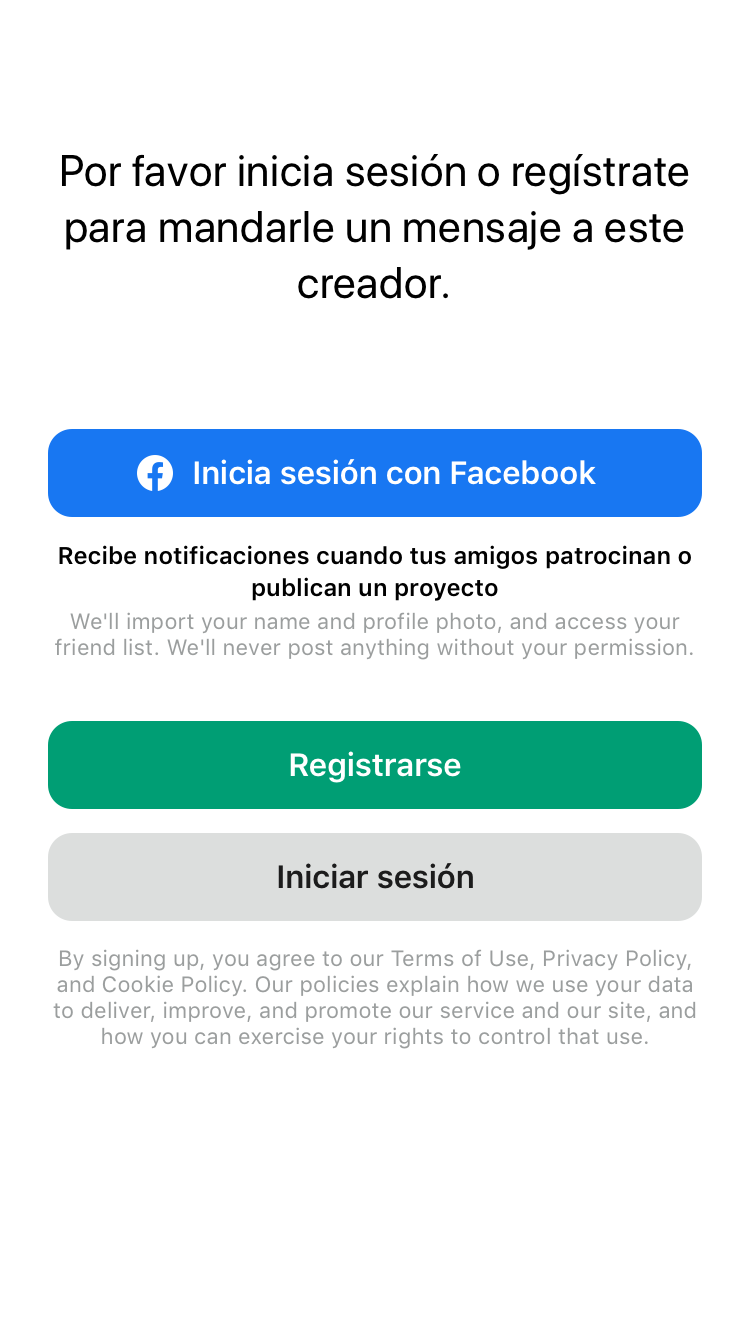 Por favor inicia sesión o regístrate
para mandarle un mensaje a este
creador.
Inicia sesión con Facebook
Recibe notificaciones cuando tus amigos patrocinan o
publican un proyecto
We'll import your name and profile photo, and access your
friend list. We'll never post anything without your permission.
Registrarse
Iniciar sesión
By signing up, you agree to our Terms of Use, Privacy Policy,
and Cookie Policy. Our policies explain how we use your data
to deliver, improve, and promote our service and our site, and
how you can exercise your rights to control that use.